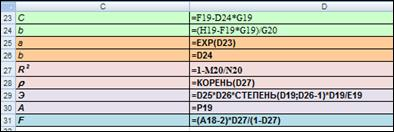 C D
23 C =F19-D24*G19
24 b =(H19-F19*G19)/G20
25 a =EXP(D23)
26 b =D24
27 R² =1-M20/N20
28 ρ =КОРЕНЬ(D27)
29 Э =D25*D26*СТЕПЕНЬ(D19;D26-1)*D19/E19
30 A =P19
31 F =(A18-2)*D27/(1-D27)